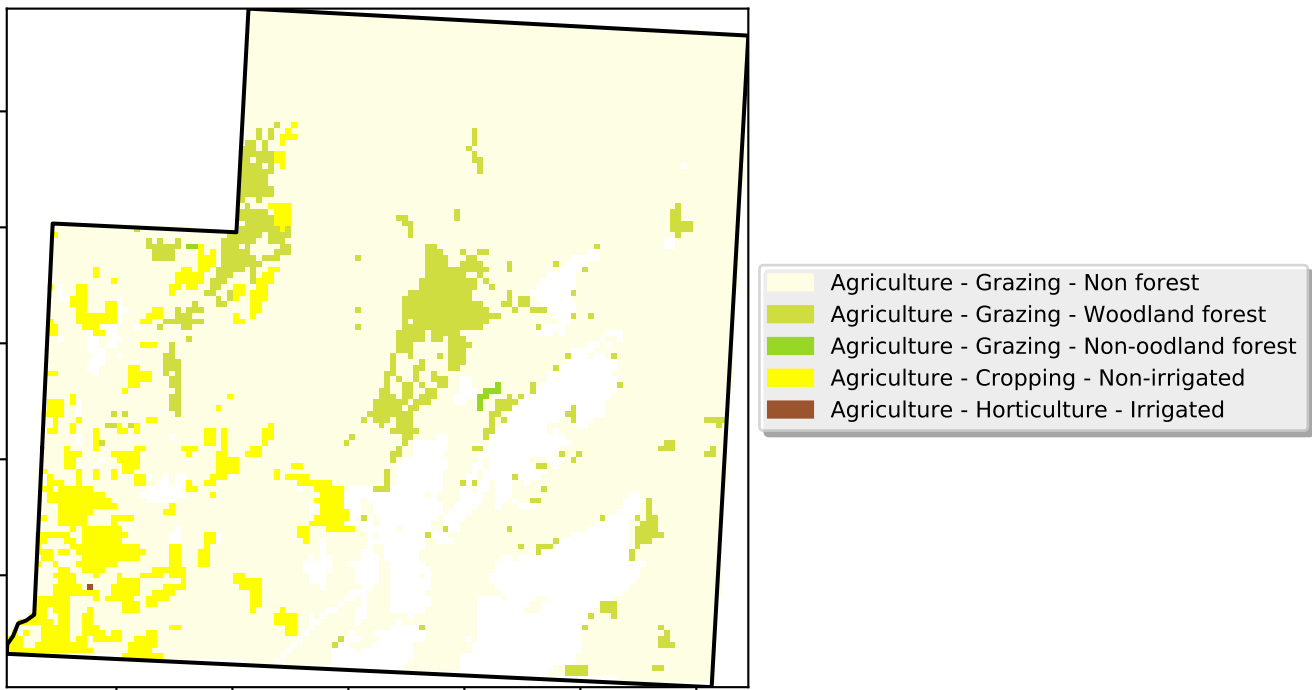 Agriculture - Grazing - Non forest
Agriculture - Grazing - Woodland forest
Agriculture - Grazing - Non-oodland forest
Agriculture - Cropping - Non-irrigated
Agriculture - Horticulture - Irrigated